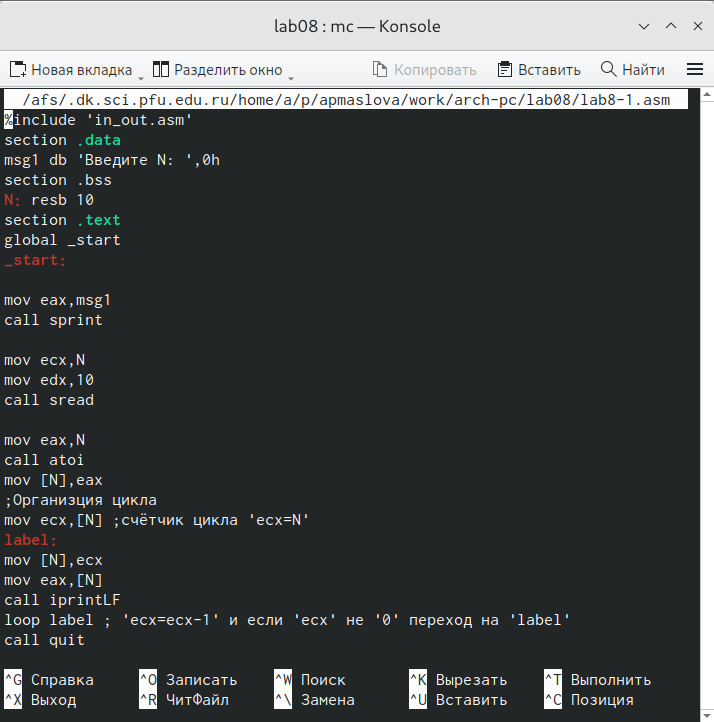 lab08 : mc — Konsole
Новая вкладка Разделить окно Копировать Вставить Найти
/afs/.dk.sci.pfu.edu.ru/home/a/p/apmaslova/work/arch-pc/lab08/lab8-1.asm
%include 'in_out.asm'
section .data
msg1 db 'Введите N: ',0h
section .bss
N: resb 10
section .text
global _start
_start:
mov eax,msg1
call sprint
mov ecx,N
mov edx,10
call sread
mov eax,N
call atoi
mov [N],eax
;Организция цикла
mov ecx,[N] ;счётчик цикла 'ecx=N'
label:
mov [N],ecx
mov eax,[N]
call iprintLF
loop label ; 'ecx=ecx-1' и если 'ecx' не '0' переход на 'label'
call quit
^G Справка ^O Записать ^W Поиск ^K Вырезать ^T Выполнить
^X Выход ^R ЧитФайл ^\ Замена ^U Вставить ^C Позиция